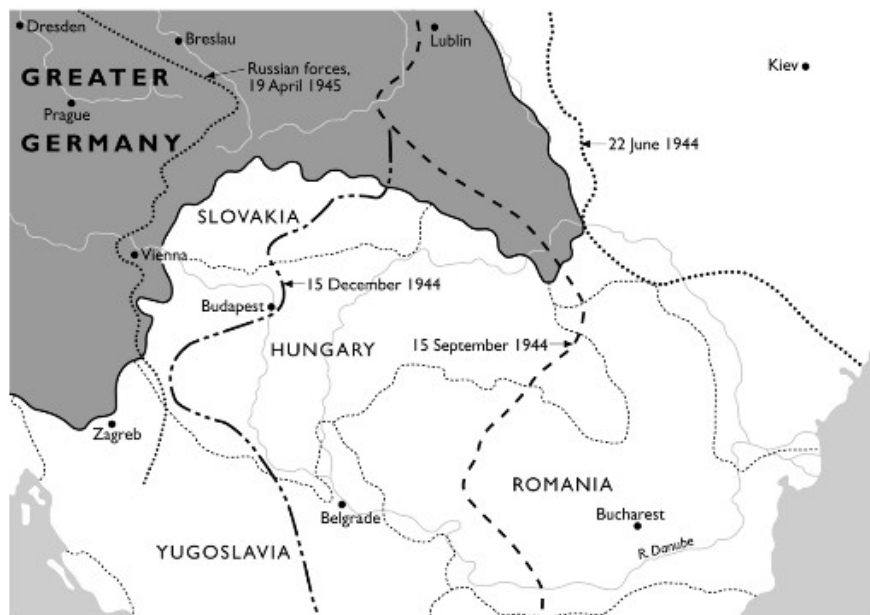 Dresden
Breslau
Lublin
Kiev
GREATER
Russian forces,
19 April 1945
Prague
GERMANY
22 June 1944
SLOVAKIA
Vienna
15 December 1944
Budapest
HUNGARY
15 September 1944
Zagreb
ROMANIA
Belgrade
Bucharest
YUGOSLAVIA
R. Danube